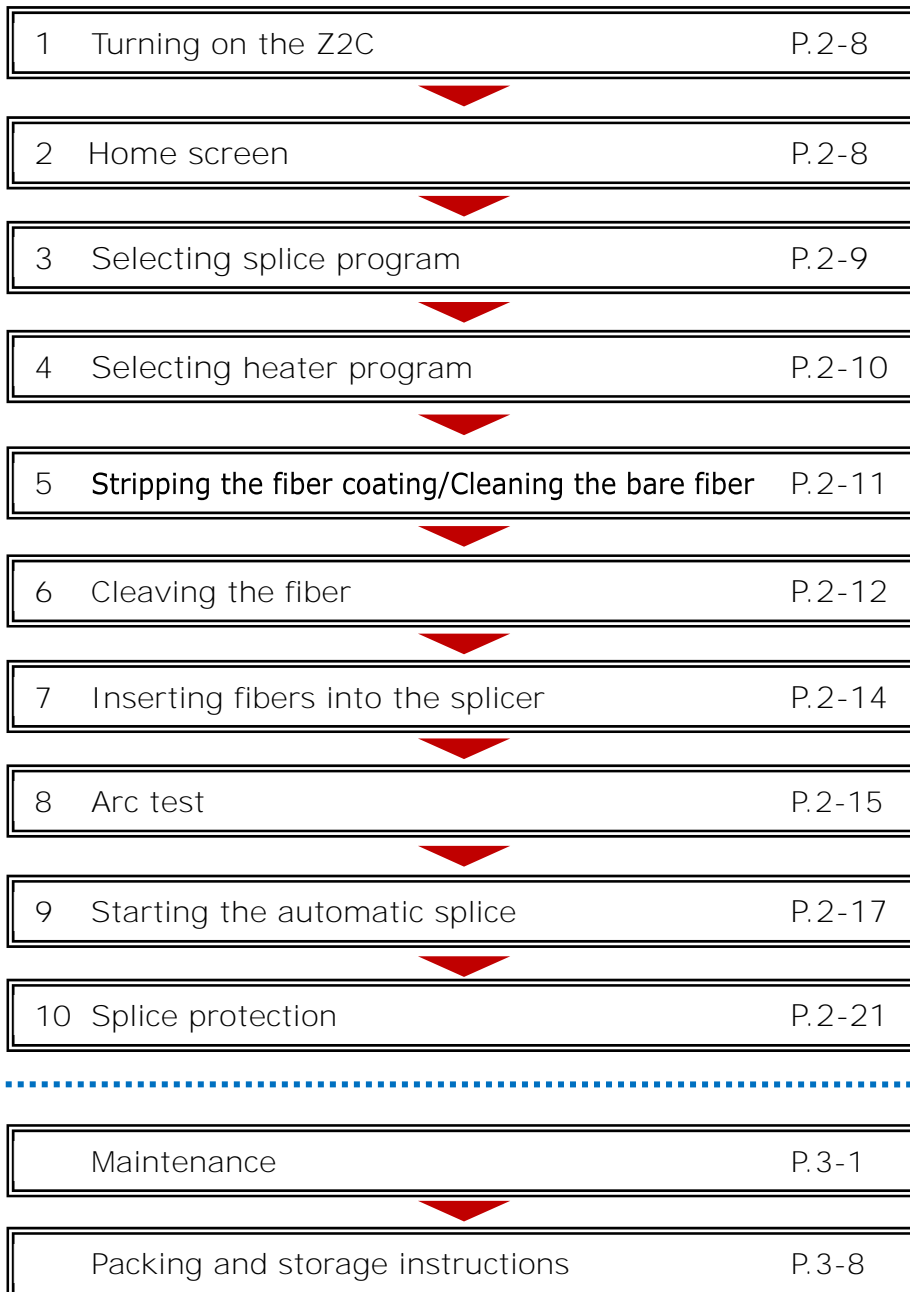 1 Turning on the Z2C P.2-8
2 Home screen P.2-8
3 Selecting splice program P.2-9
4 Selecting heater program P.2-10
5 Stripping the fiber coating/Cleaning the bare fiber P.2-11
6 Cleaving the fiber P.2-12
7 Inserting fibers into the splicer P.2-14
8 Arc test P.2-15
9 Starting the automatic splice P.2-17
10 Splice protection P.2-21
Maintenance P.3-1
Packing and storage instructions P.3-8